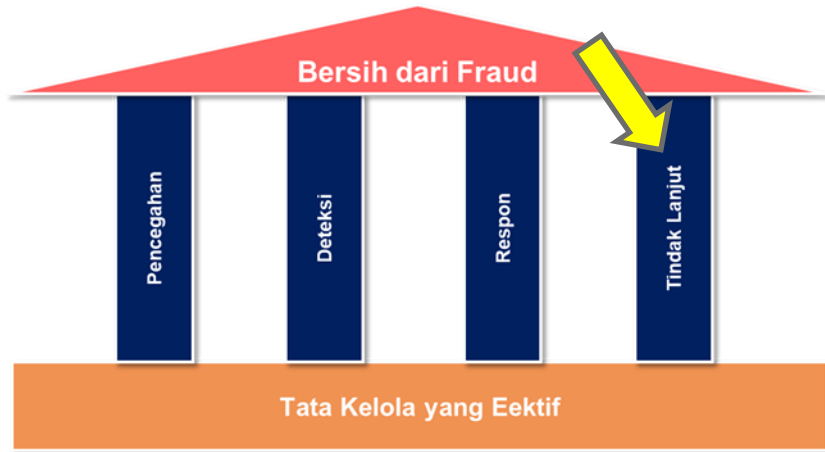 Bersih dari Fraud
Pencegahan
Deteksi
Respon
Tindak Lanjut
Tata Kelola yang Eektif